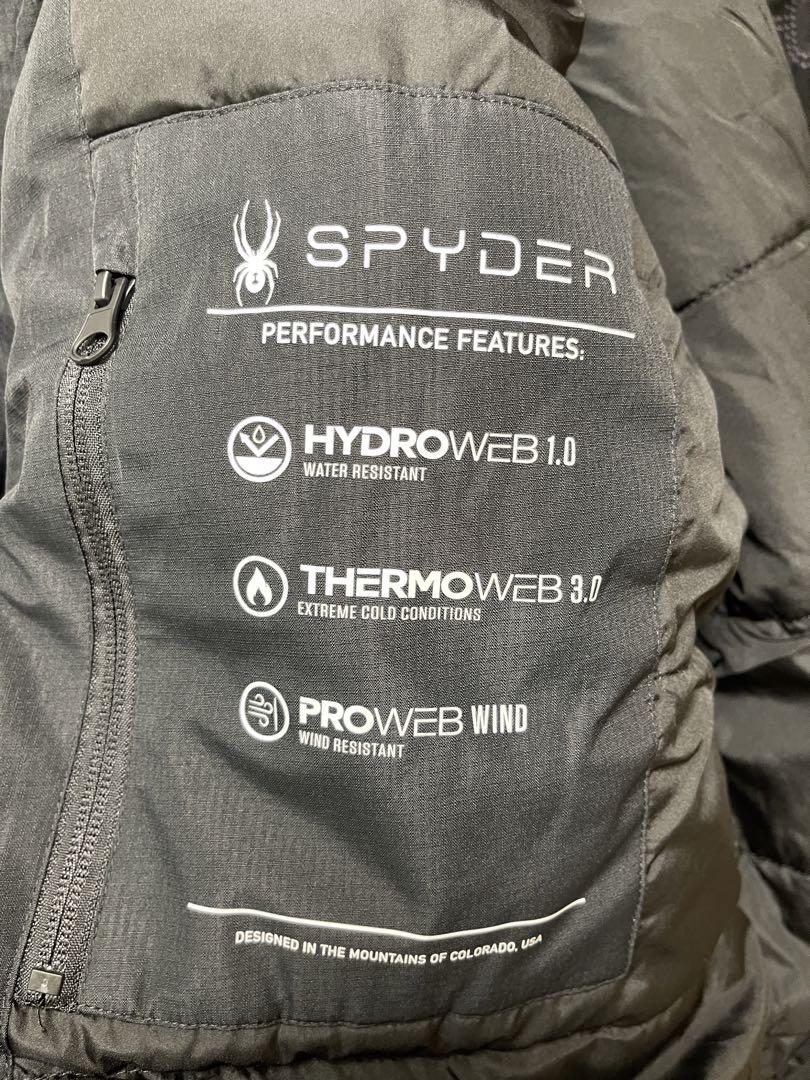 SPYDER
PERFORMANCE FEATURES:
HYDROWEB 1.0
WATER RESISTANT
THERMOWEB 3.0
EXTREME COLD CONDITIONS
PROWEB WIND
WIND RESISTANT
DESIGNED IN THE MOUNTAINS OF COLORADO, USA